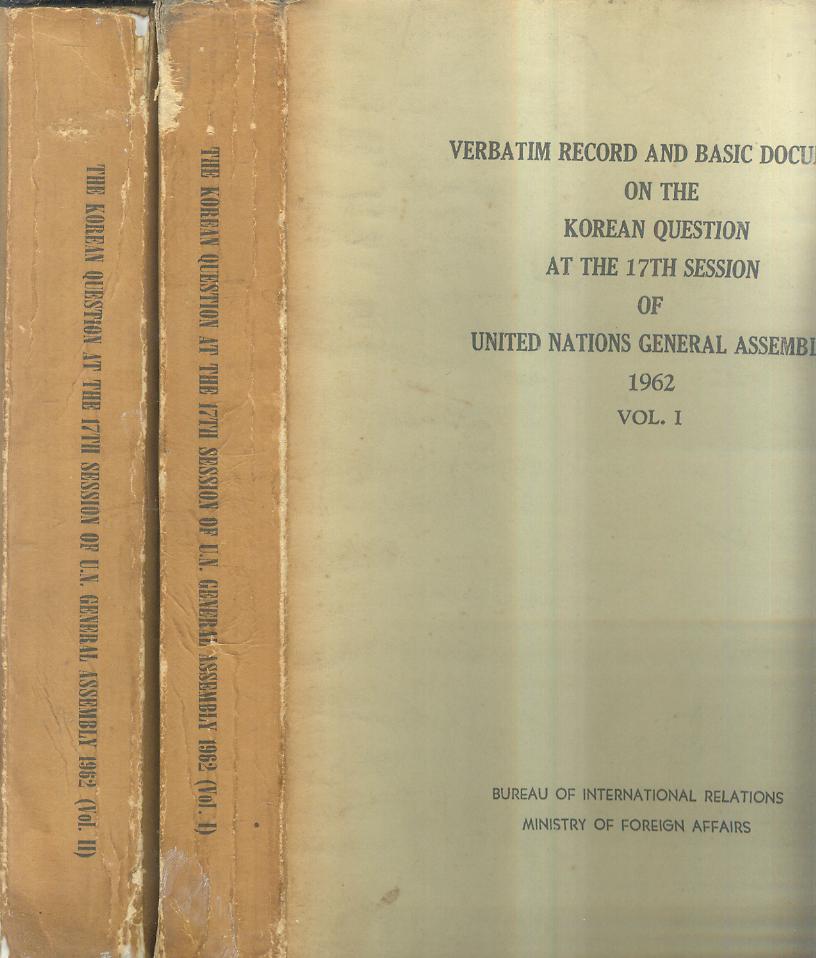 THE KOREAN QUESTION AT THE 17TH SESSION OF U.N. GENERAL ASSEMBLY 1962 (Vol. II)
THE KOREAN QUESTION AT THE 17TH SESSION OF U.N. GENERAL ASSEMBLY 1962 (Vol. I)
VERBATIM RECORD AND BASIC DOCU
ON THE
KOREAN QUESTION
AT THE 17TH SESSION
OF
UNITED NATIONS GENERAL ASSEMBL
1962
VOL. I
BUREAU OF INTERNATIONAL RELATIONS
MINISTRY OF FOREIGN AFFAIRS